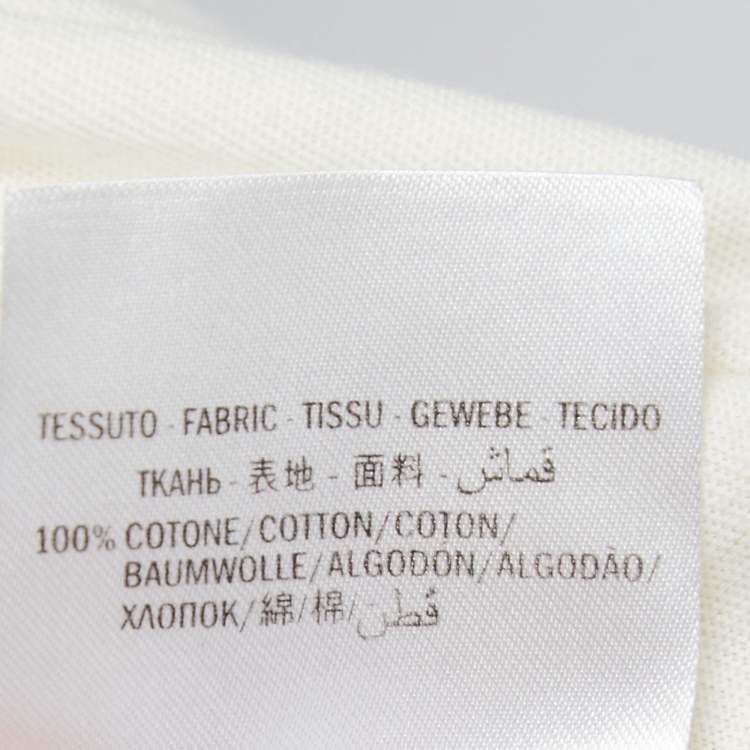 TESSUTO - FABRIC - TISSU - GEWEBE - TECIDO
ТКАНЬ - 表地 - 面料 - قماش
100% COTONE/COTTON/COTON/
BAUMWOLLE/ALGODON/ALGODÃO/
ХЛОПОК/綿/棉/قطن